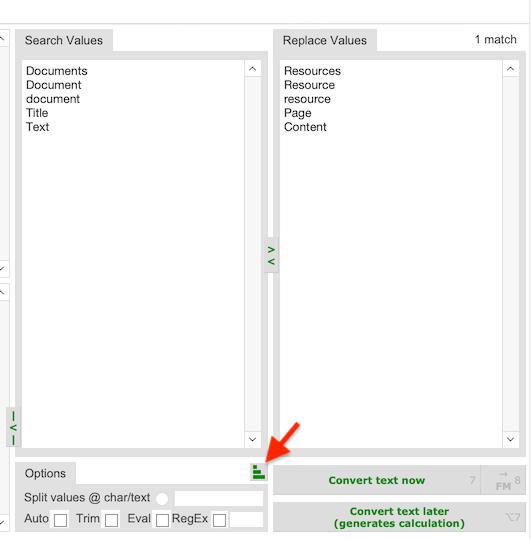 Search Values
Replace Values
1 match
Documents
Document
document
Title
Text
Resources
Resource
resource
Page
Content
>
<
|
<
|
Options
Split values @ char/text
Auto
Trim
Eval
RegEx
Convert text now
7
→
FM
8
Convert text later
(generates calculation)
⌥7